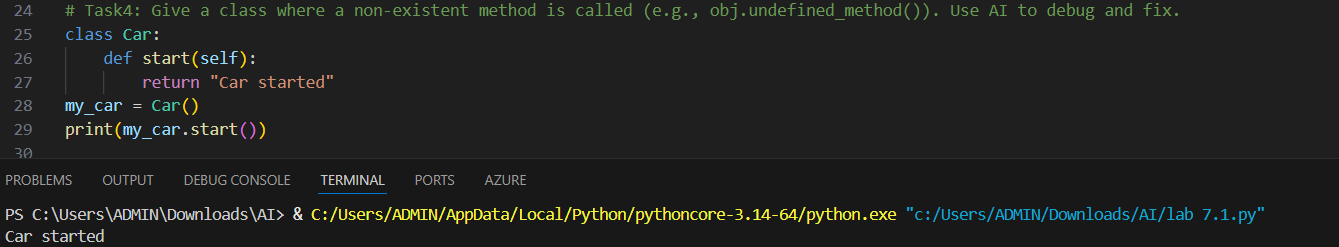 24 # Task4: Give a class where a non-existent method is called (e.g., obj.undefined_method()). Use AI to debug and fix.
25 class Car:
26     def start(self):
27         return "Car started"
28 my_car = Car()
29 print(my_car.start())
30
PROBLEMS OUTPUT DEBUG CONSOLE TERMINAL PORTS AZURE
PS C:\Users\ADMIN\Downloads\AI> & C:/Users/ADMIN/AppData/Local/Python/pythoncore-3.14-64/python.exe "c:/Users/ADMIN/Downloads/AI/lab 7.1.py"
Car started